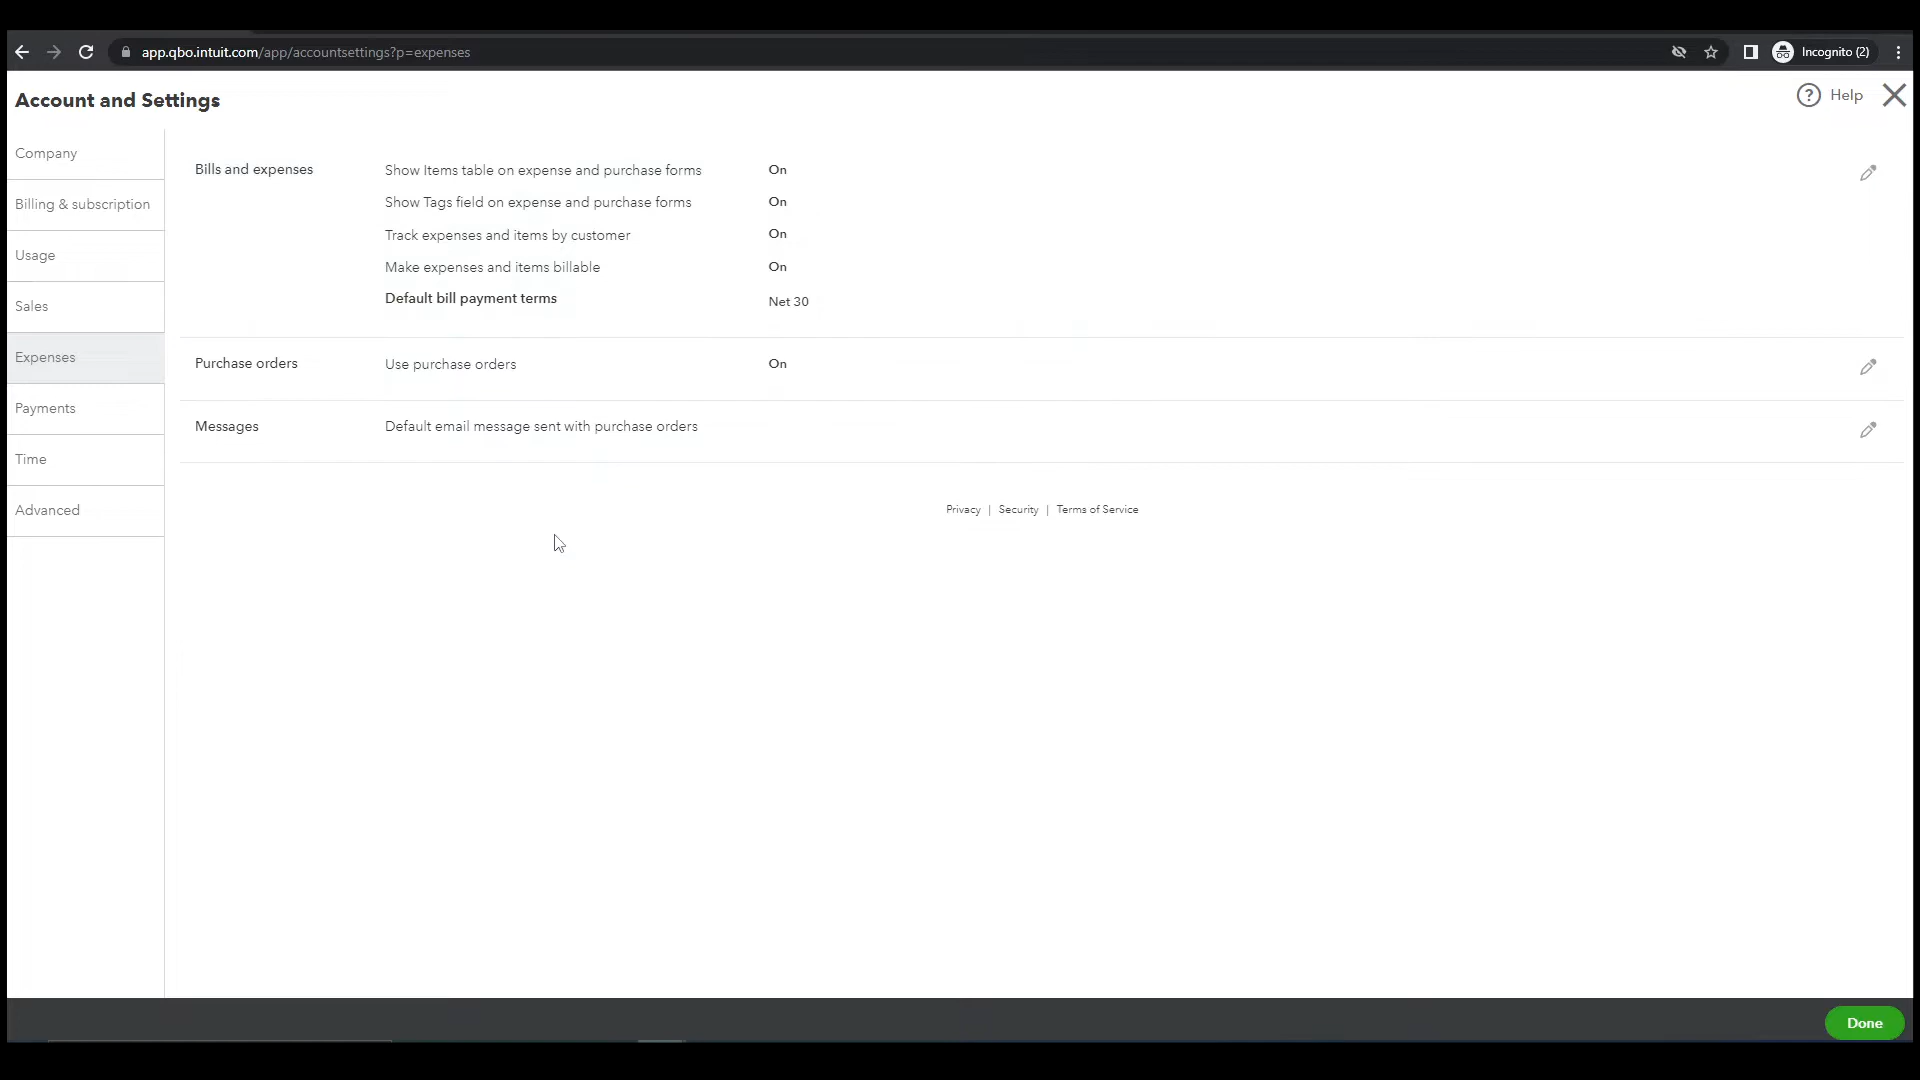 app.qbo.intuit.com/app/accountsettings?p=expenses
Incognito (2)
Account and Settings
Help
Company
Billing & subscription
Usage
Sales
Expenses
Payments
Time
Advanced
Bills and expenses
Show Items table on expense and purchase forms On
Show Tags field on expense and purchase forms On
Track expenses and items by customer On
Make expenses and items billable On
Default bill payment terms Net 30
Purchase orders Use purchase orders On
Messages Default email message sent with purchase orders
Privacy | Security | Terms of Service
Done